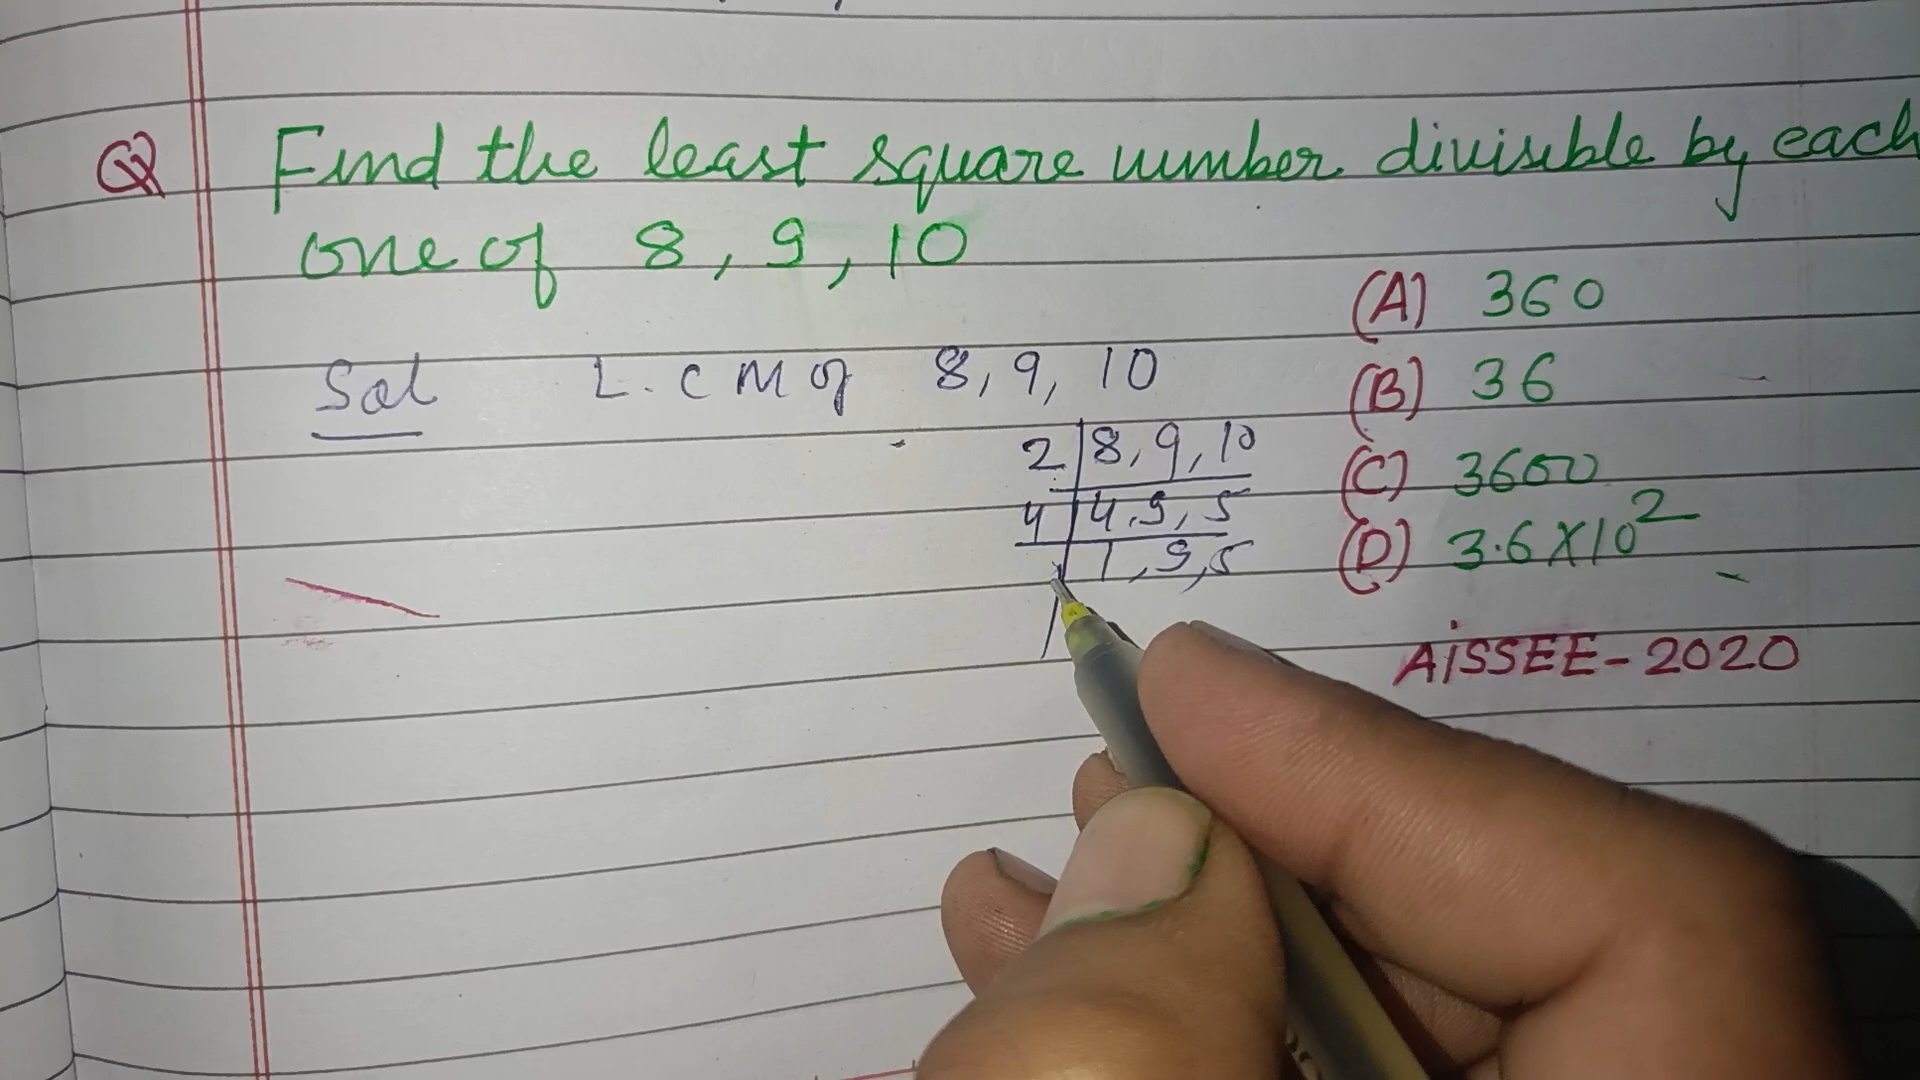 Q Find the least square number divisible by each
one of 8, 9, 10
(A) 360
Sol L.C M of 8, 9, 10
(B) 36
2 8, 9, 10
(C) 3600
4 4, 9, 5
(D) 3.6 X 10²
1, 9, 5
AiSSEE-2020